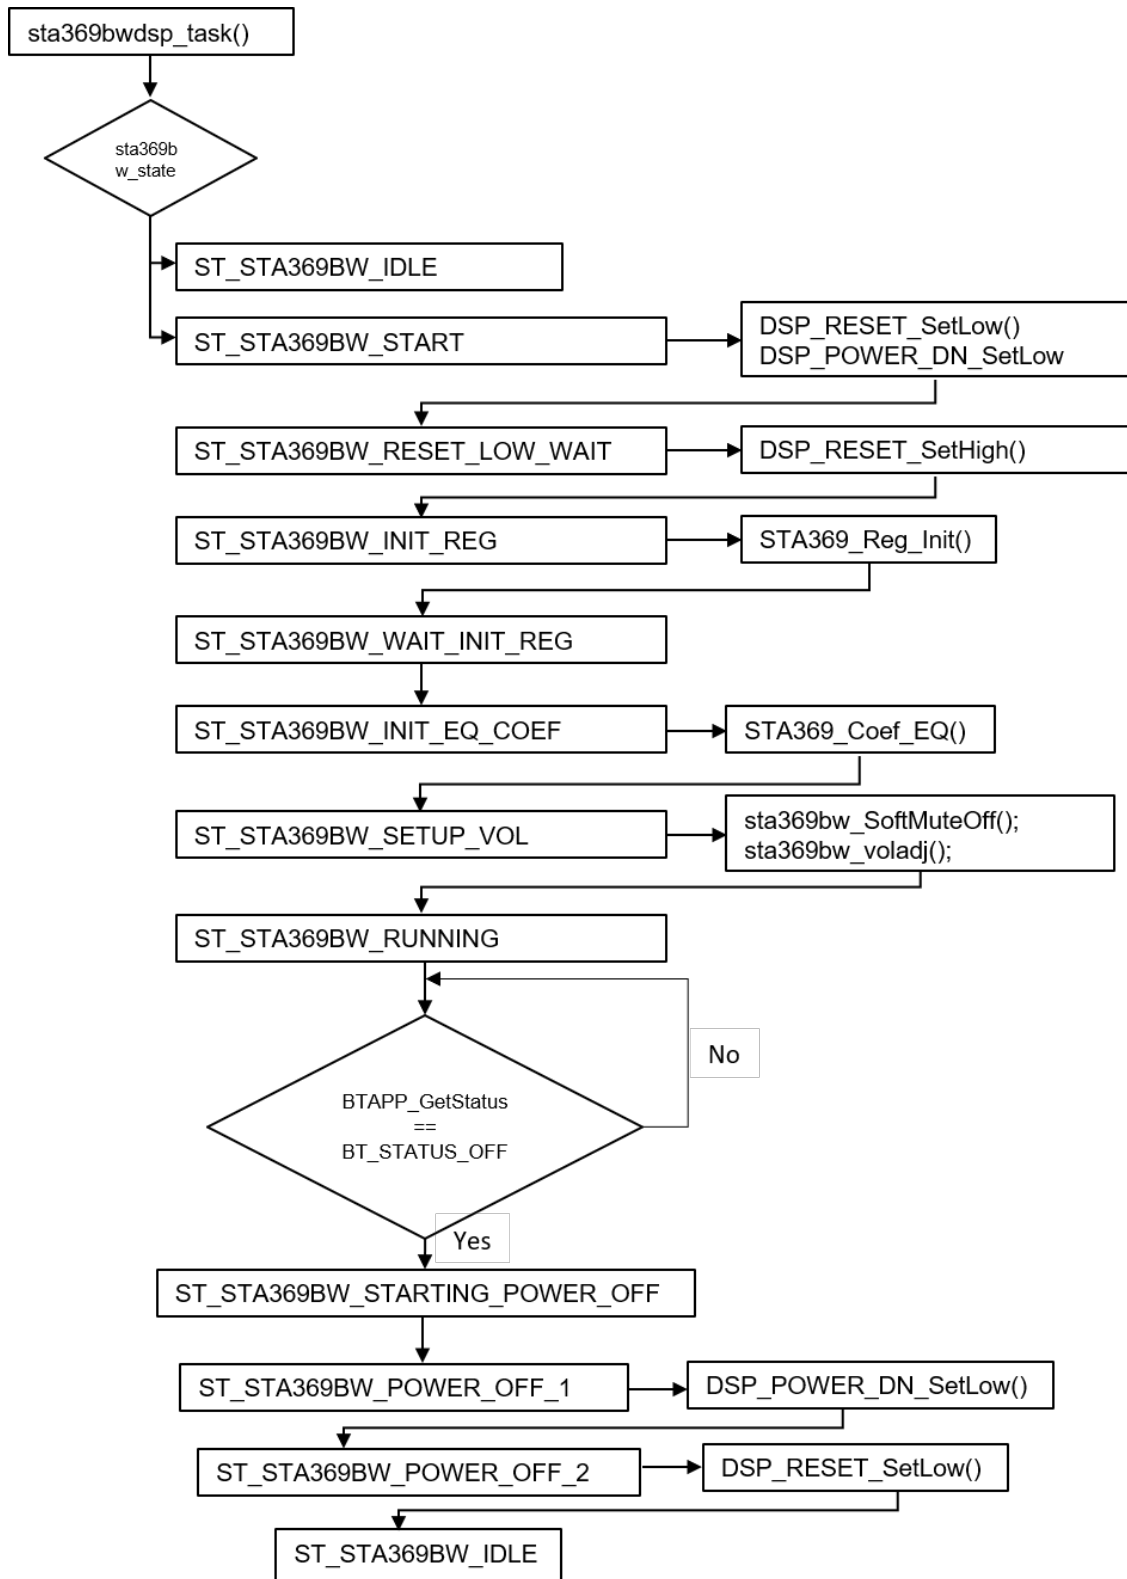 sta369bwdsp_task()
sta369b
w_state
ST_STA369BW_IDLE
ST_STA369BW_START
DSP_RESET_SetLow()
DSP_POWER_DN_SetLow
ST_STA369BW_RESET_LOW_WAIT
DSP_RESET_SetHigh()
ST_STA369BW_INIT_REG
STA369_Reg_Init()
ST_STA369BW_WAIT_INIT_REG
ST_STA369BW_INIT_EQ_COEF
STA369_Coef_EQ()
ST_STA369BW_SETUP_VOL
sta369bw_SoftMuteOff();
sta369bw_voladj();
ST_STA369BW_RUNNING
No
BTAPP_GetStatus
==
BT_STATUS_OFF
Yes
ST_STA369BW_STARTING_POWER_OFF
ST_STA369BW_POWER_OFF_1
DSP_POWER_DN_SetLow()
ST_STA369BW_POWER_OFF_2
DSP_RESET_SetLow()
ST_STA369BW_IDLE